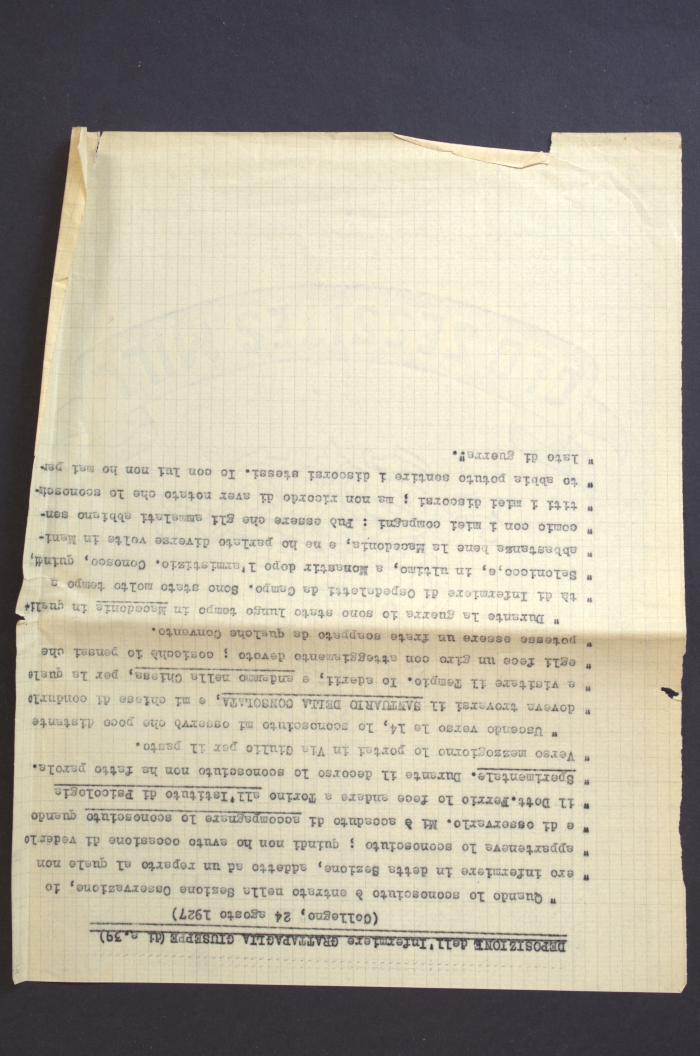 DEPOSIZIONE dell'Infermiere GRATTAPAGLIA GIUSEPPE (di a.39)
(Collegno, 24 agosto 1927)
" Quando lo sconosciuto è entrato nella Sezione Osservazione, io
" ero infermiere in detta Sezione, addetto ad un reparto al quale non
" apparteneva lo sconosciuto ; quindi non ho avuto occasione di vederlo
" e di osservarlo. Mi è accaduto di accompagnare lo sconosciuto quando
" il Dott.Ferrio lo fece andare a Torino all'Istituto di Psicologia
" Sperimentale. Durante il decorso lo sconosciuto non ha fatto parola.
" Verso mezzogiorno lo portai in Via Giulio per il pasto.
" Uscendo verso le 14, lo sconosciuto mi osservò che poco distante
" doveva trovarsi il SANTUARIO DELLA CONSOLATA, e mi chiese di condurlo
" a visitare il Tempio. Io aderii, e andammo nella Chiesa, per la quale
" egli fece un giro con atteggiamento devoto ; cosicchè io pensai che
" potesse essere un frate scappato da qualche Convento.
" Durante la guerra io sono stato lungo tempo in Macedonia in quali-
" tà di Infermiere di Ospedaletti da Campo. Sono stato molto tempo a
" Salonicco,e, in ultimo, a Monastir dopo l'armistizio. Conosco, quindi,
" abbastanza bene la Macedonia, e ne ho parlato diverse volte in Mani-
" comio con i miei compagni : Può essere che gli ammalati abbiano sen-
" titi i miei discorsi ; ma non ricordo di aver notato che lo sconosciu-
" to abbia potuto sentire i discorsi stessi. Io con lui non ho mai par-
" lato di guerra".